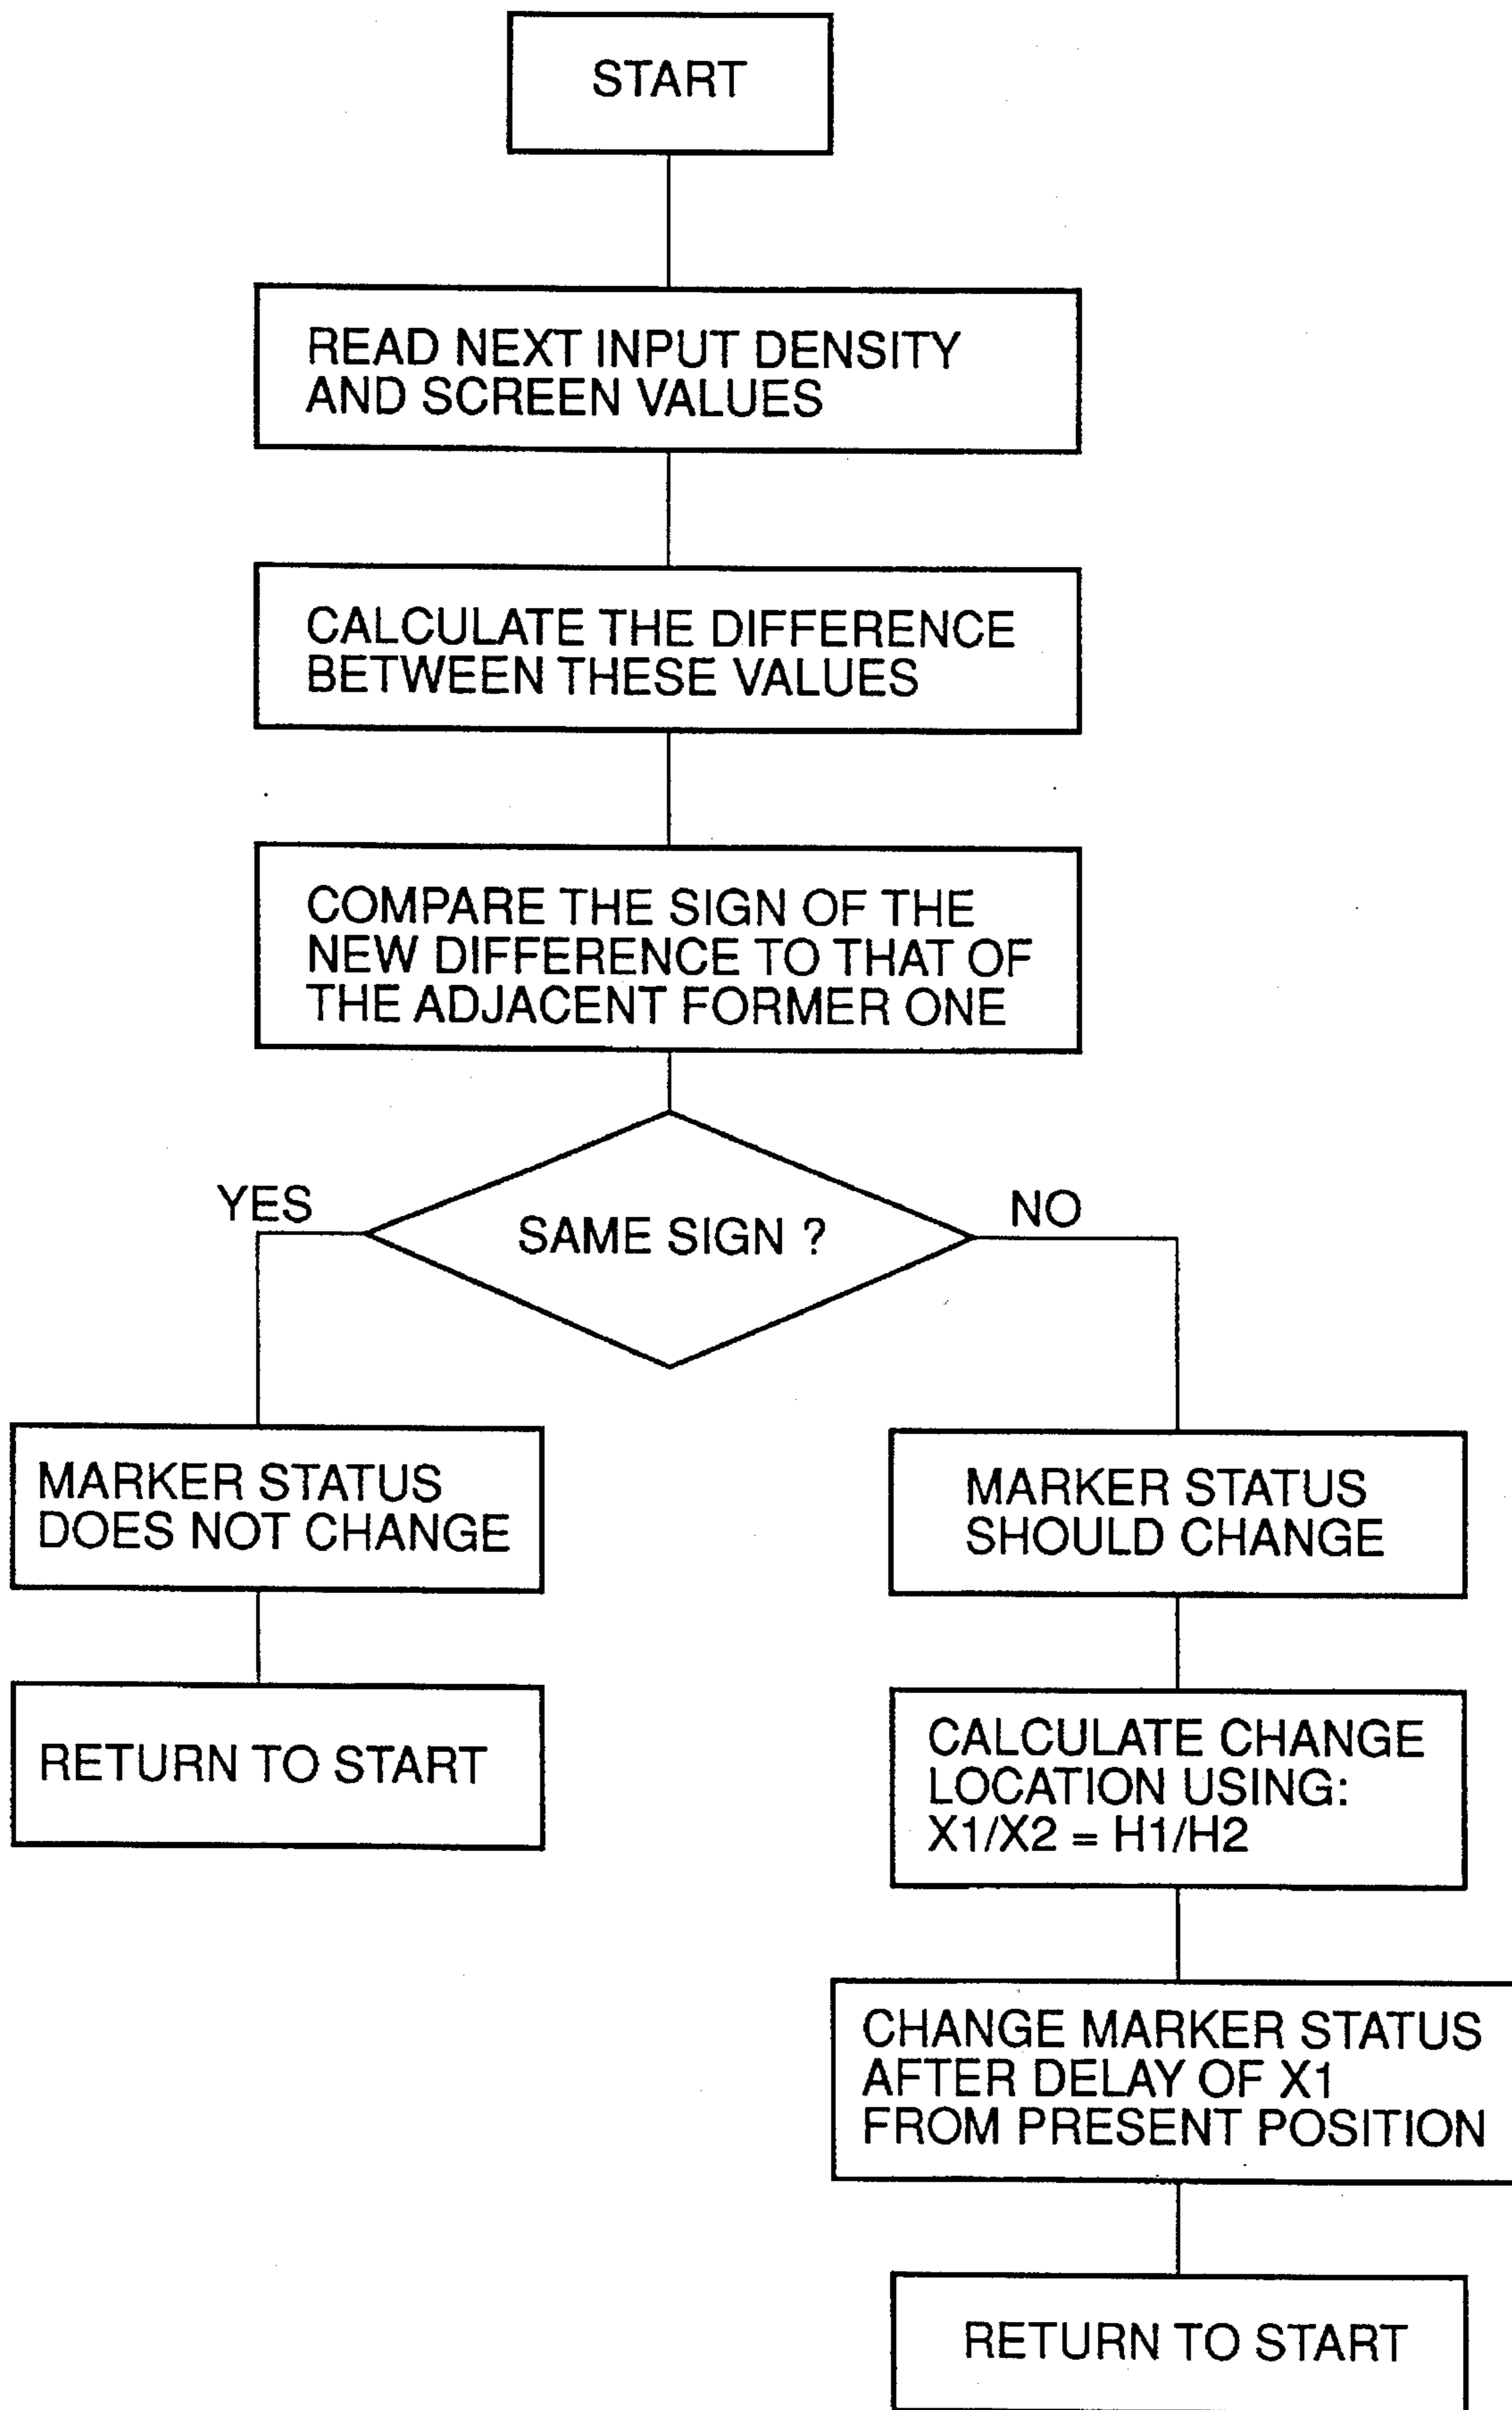 START
READ NEXT INPUT DENSITY
AND SCREEN VALUES
CALCULATE THE DIFFERENCE
BETWEEN THESE VALUES
COMPARE THE SIGN OF THE
NEW DIFFERENCE TO THAT OF
THE ADJACENT FORMER ONE
SAME SIGN ?
YES
NO
MARKER STATUS
DOES NOT CHANGE
RETURN TO START
MARKER STATUS
SHOULD CHANGE
CALCULATE CHANGE
LOCATION USING:
X1/X2 = H1/H2
CHANGE MARKER STATUS
AFTER DELAY OF X1
FROM PRESENT POSITION
RETURN TO START